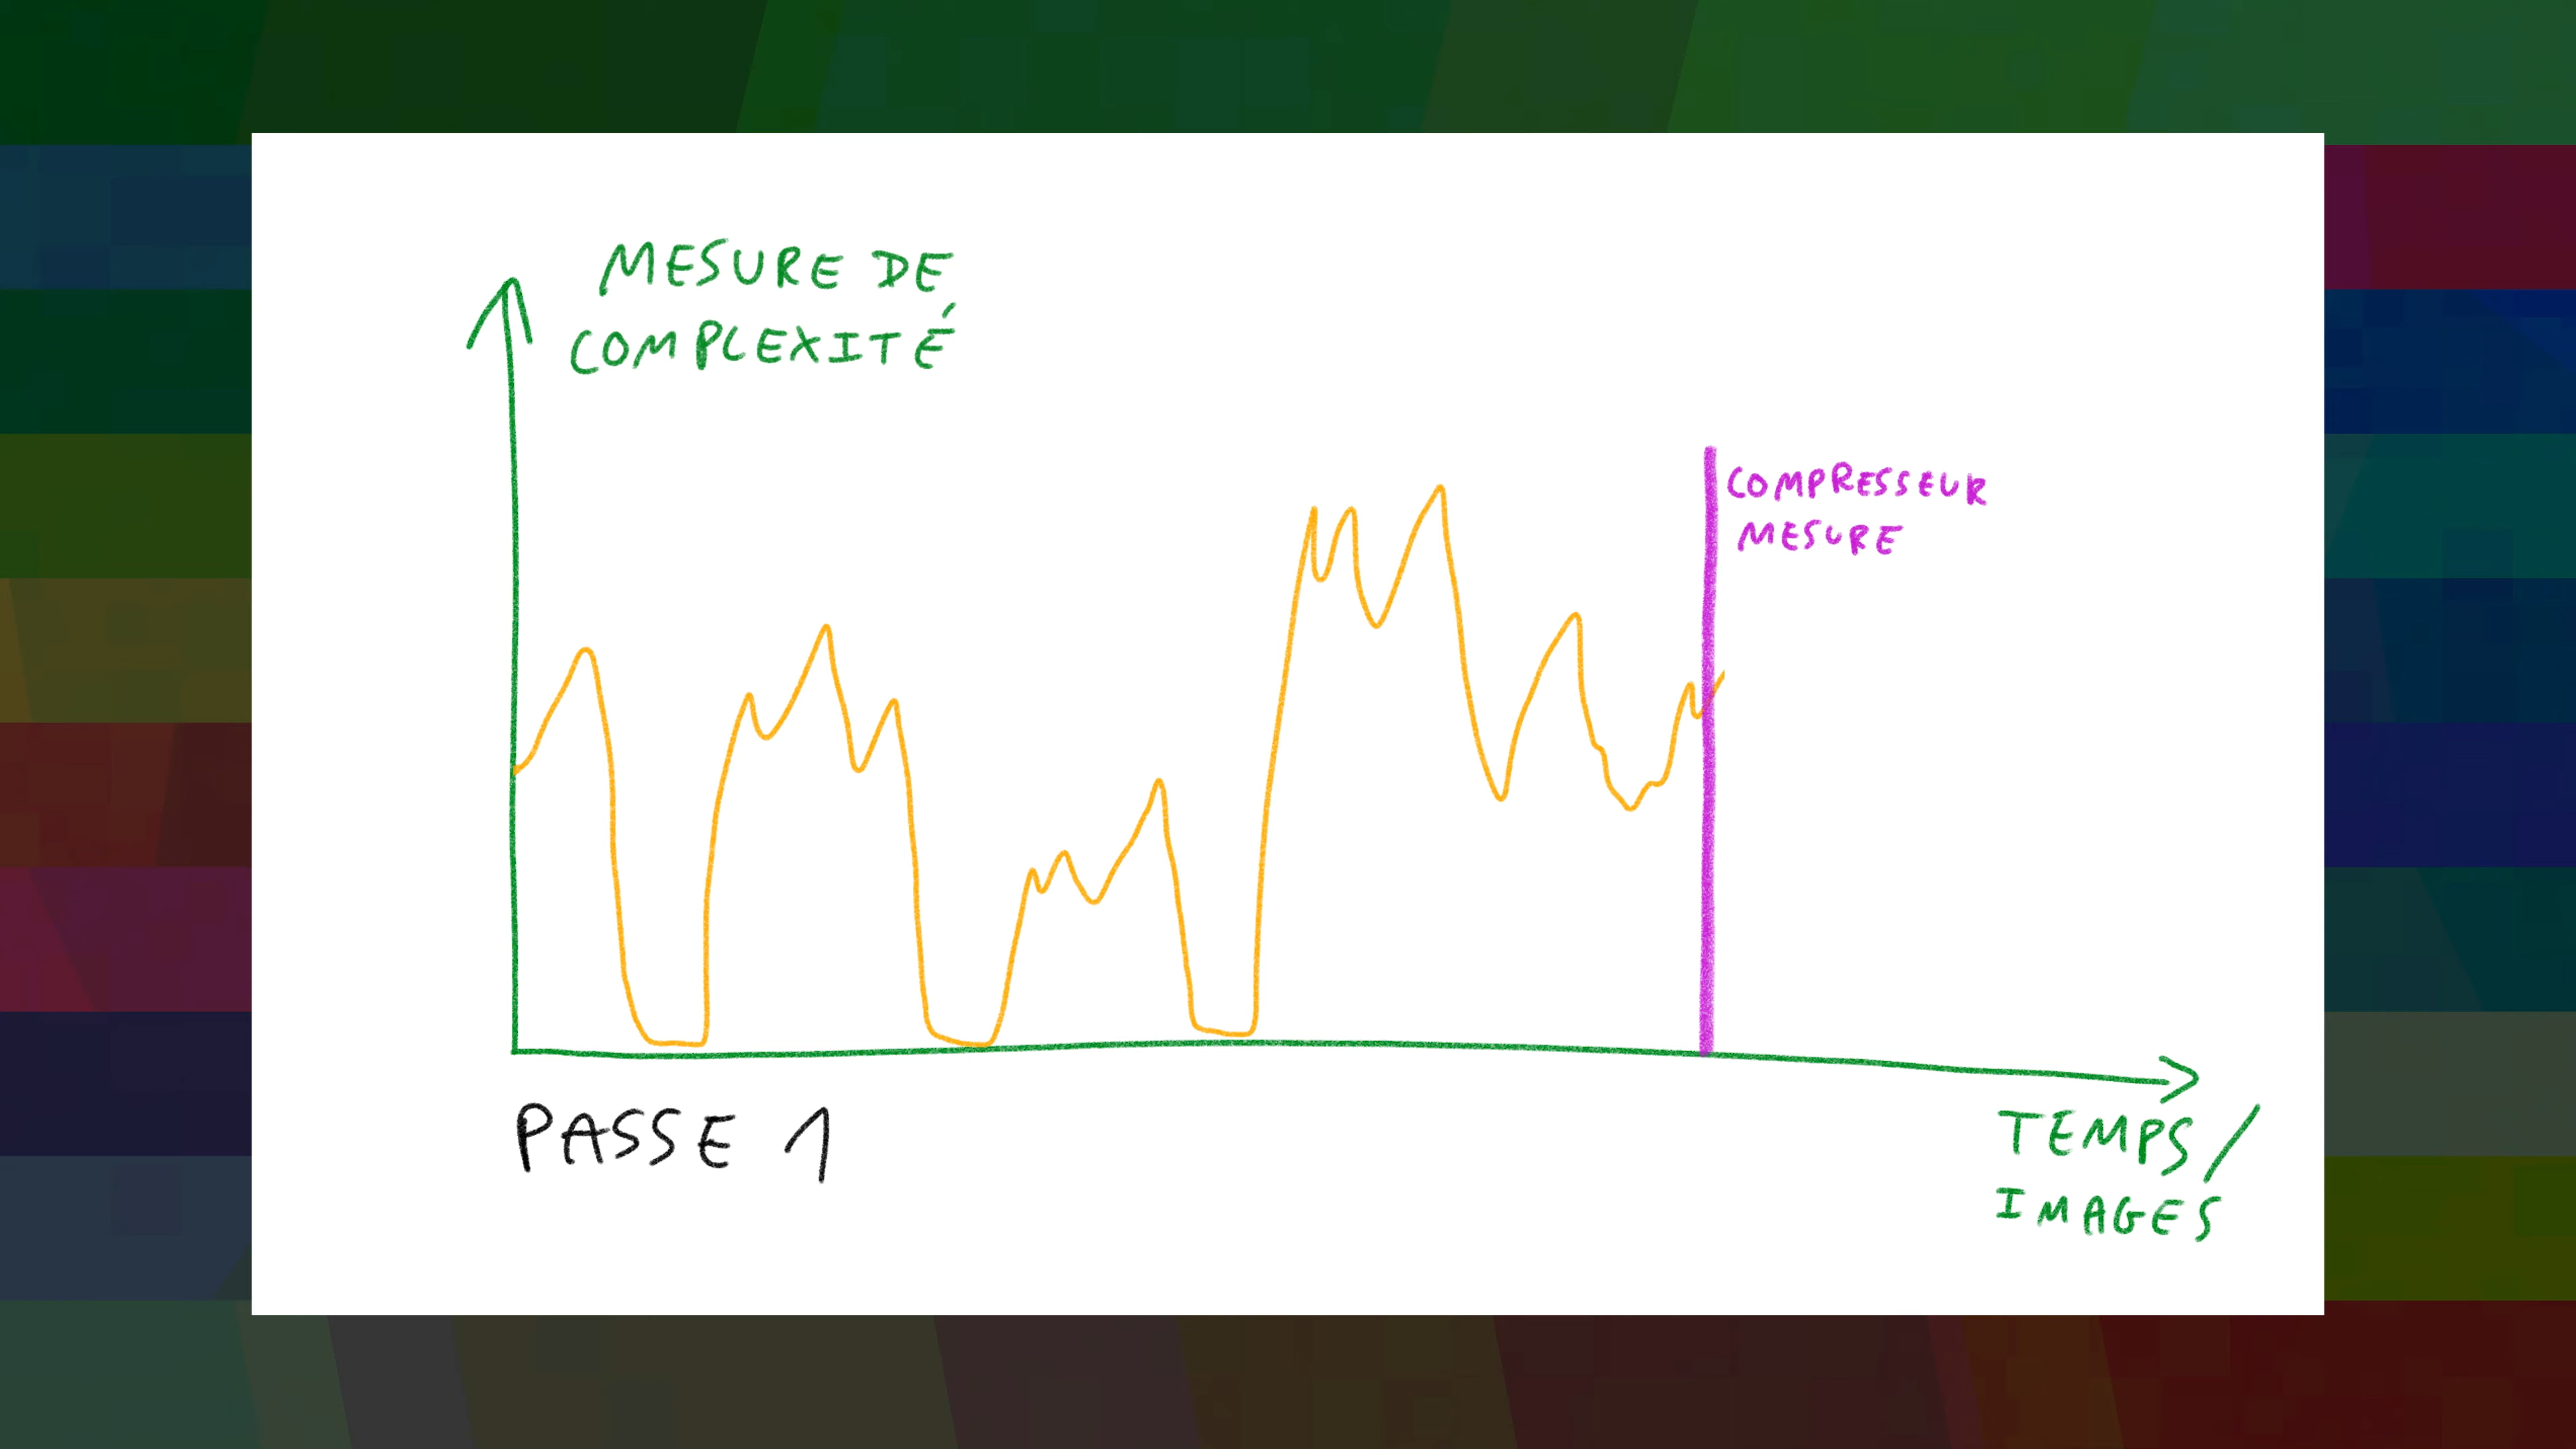 MESURE DE
COMPLEXITÉ
COMPRESSEUR
MESURE
PASSE 1
TEMPS/
IMAGES